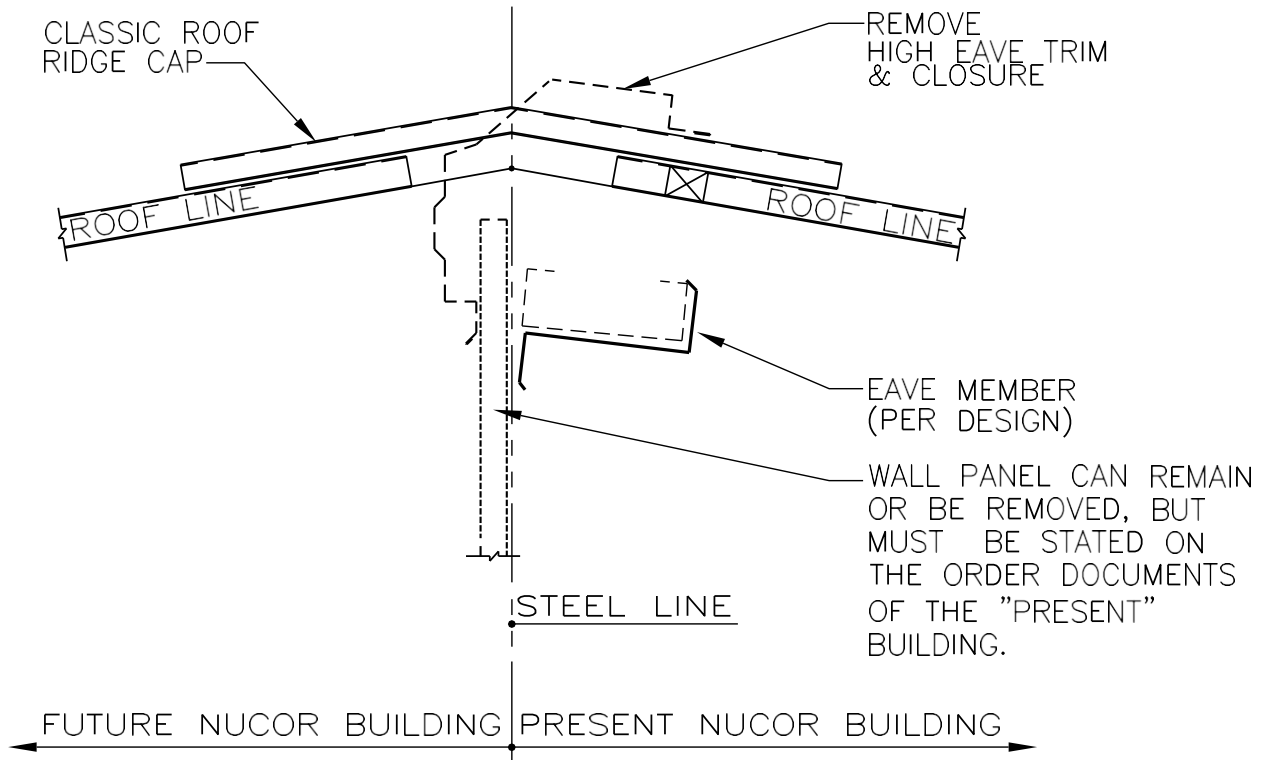 CLASSIC ROOF
RIDGE CAP
REMOVE
HIGH EAVE TRIM
& CLOSURE
ROOF LINE
ROOF LINE
EAVE MEMBER
(PER DESIGN)
WALL PANEL CAN REMAIN
OR BE REMOVED, BUT
MUST BE STATED ON
THE ORDER DOCUMENTS
OF THE "PRESENT"
BUILDING.
STEEL LINE
FUTURE NUCOR BUILDING
PRESENT NUCOR BUILDING